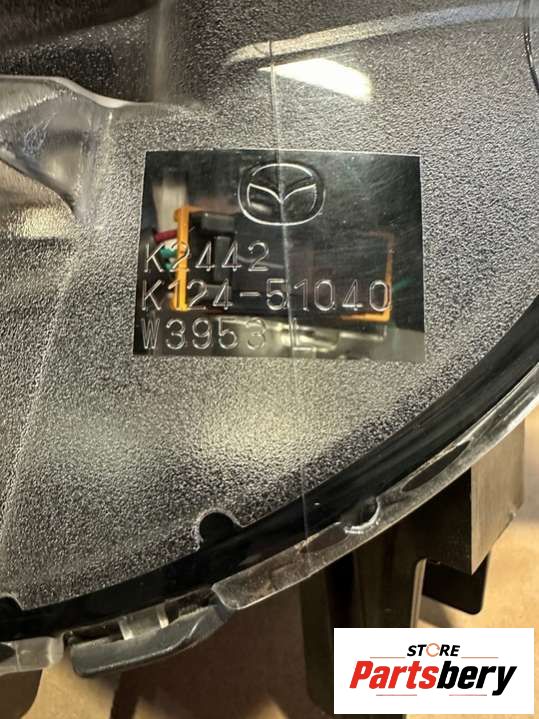 K2442
K124-51040
W3953 L
STORE
Partsbery